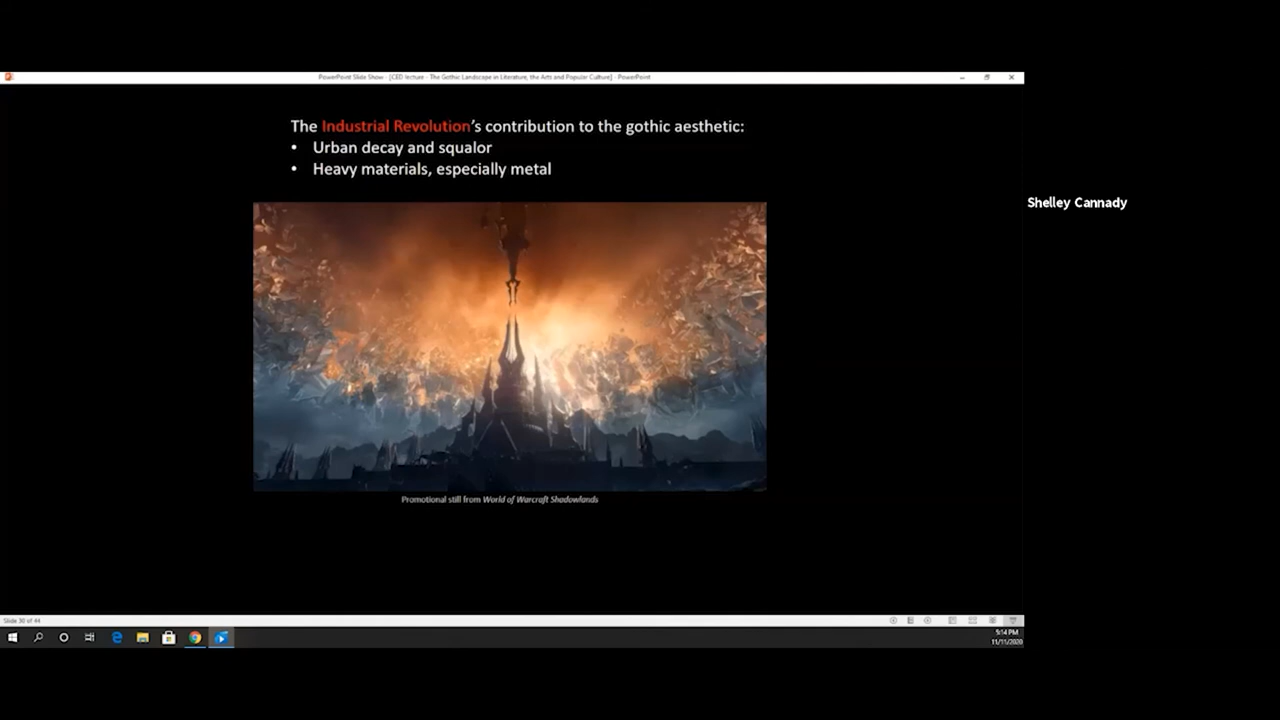 PowerPoint Slide Show - [CED lecture - The Gothic Landscape in Literature, the Arts and Popular Culture] - PowerPoint
The Industrial Revolution's contribution to the gothic aesthetic:
• Urban decay and squalor
• Heavy materials, especially metal
Shelley Cannady
Promotional still from World of Warcraft Shadowlands
Slide 30 of 44
5:14 PM
11/11/2020